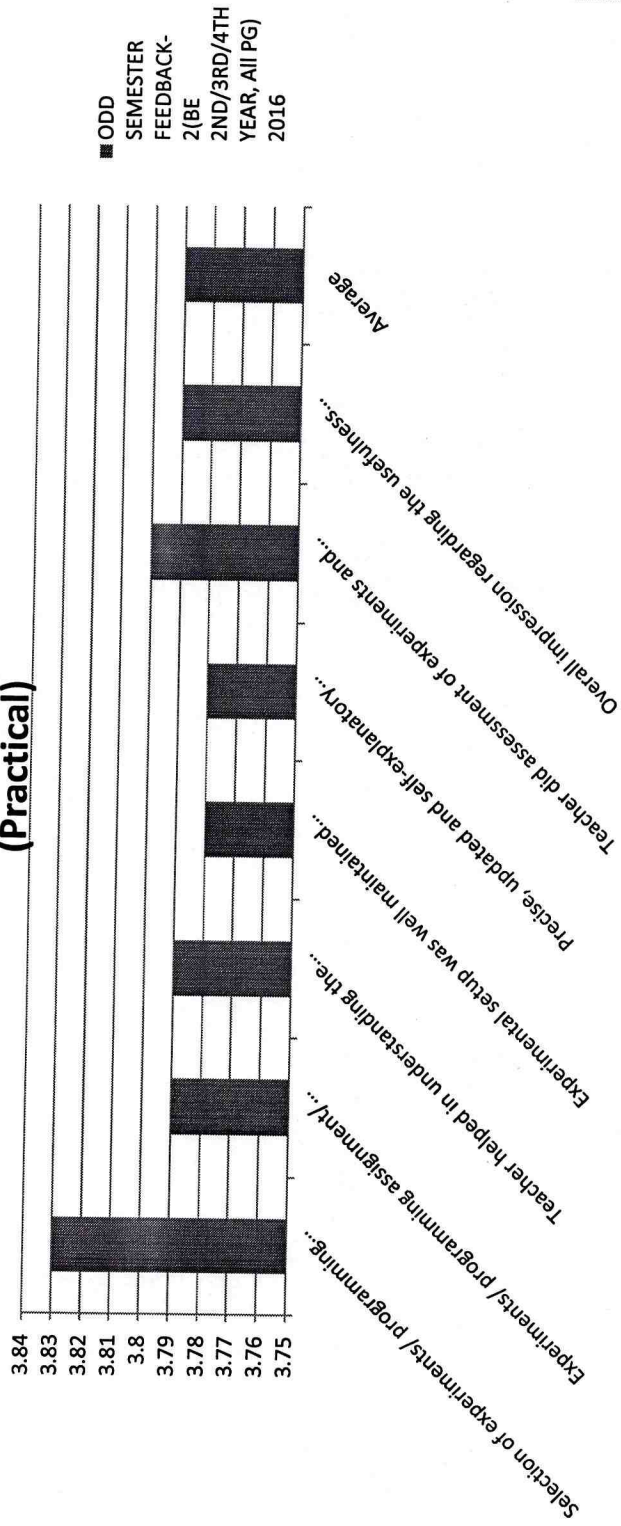 (Practical)
3.84
3.83
3.82
3.81
3.8
3.79
3.78
3.77
3.76
3.75
Selection of experiments/ programming...
Experiments/ programming assignment/...
Teacher helped in understanding the...
Experimental setup was well maintained...
Precise, updated and self-explanatory...
Teacher did assessment of experiments and...
Overall impression regarding the usefulness...
Average
ODD
SEMESTER
FEEDBACK-
2(BE
2ND/3RD/4TH
YEAR, All PG)
2016